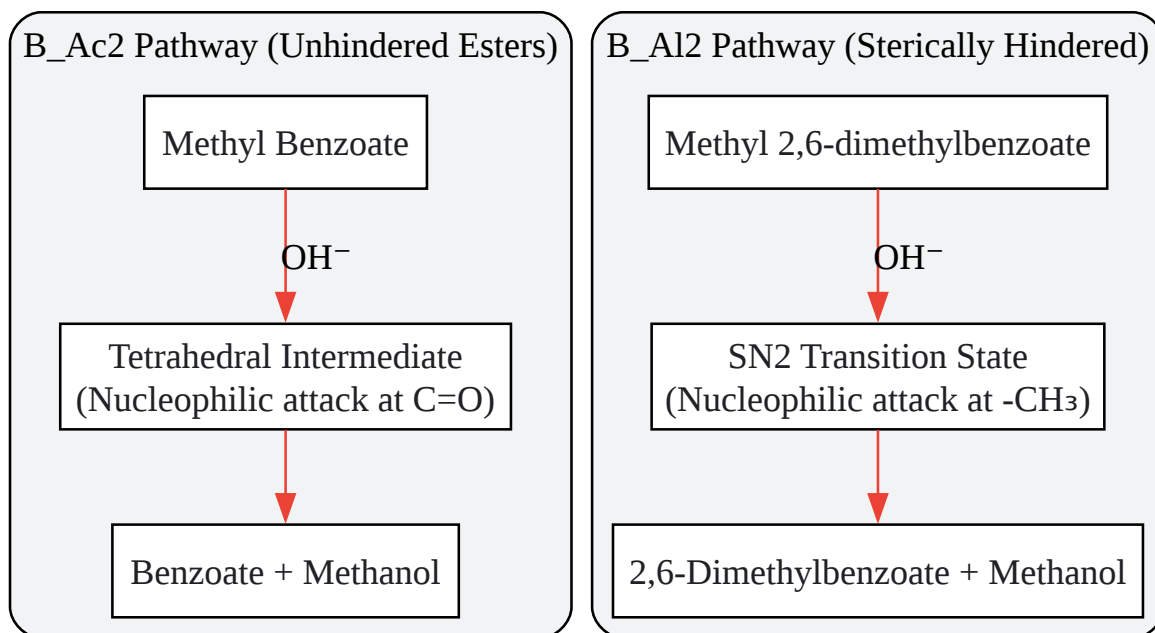 B_Ac2 Pathway (Unhindered Esters)
Methyl Benzoate
OH⁻
Tetrahedral Intermediate
(Nucleophilic attack at C=O)
Benzoate + Methanol
B_Al2 Pathway (Sterically Hindered)
Methyl 2,6-dimethylbenzoate
OH⁻
SN2 Transition State
(Nucleophilic attack at -CH₃)
2,6-Dimethylbenzoate + Methanol